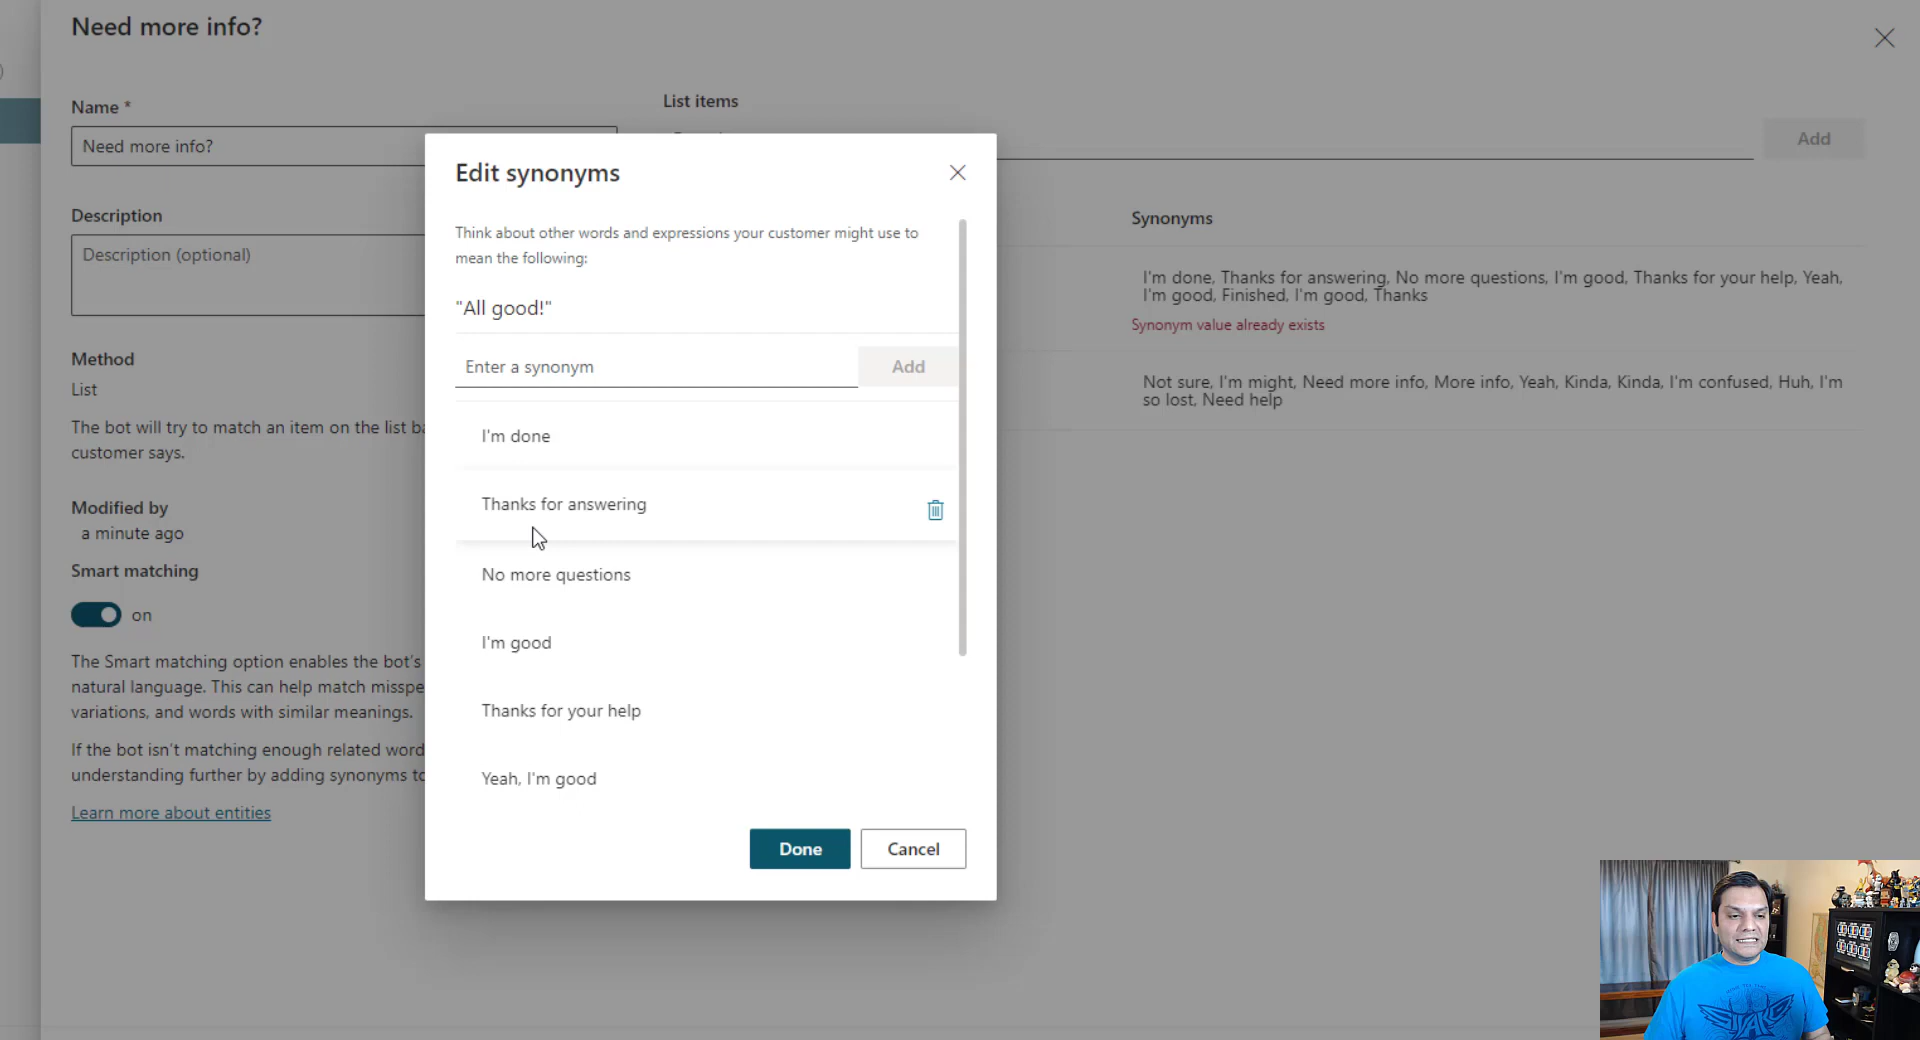 Need more info?
Name *
Need more info?
Description
Description (optional)
Method
List
The bot will try to match an item on the list ba
customer says.
Modified by
a minute ago
Smart matching
on
The Smart matching option enables the bot's
natural language. This can help match misspe
variations, and words with similar meanings.
If the bot isn't matching enough related word
understanding further by adding synonyms to
Learn more about entities
List items
Add
Synonyms
I'm done, Thanks for answering, No more questions, I'm good, Thanks for your help, Yeah,
I'm good, Finished, I'm good, Thanks
Synonym value already exists
Not sure, I'm might, Need more info, More info, Yeah, Kinda, Kinda, I'm confused, Huh, I'm
so lost, Need help
Edit synonyms
Think about other words and expressions your customer might use to
mean the following:
"All good!"
Enter a synonym
Add
I'm done
Thanks for answering
No more questions
I'm good
Thanks for your help
Yeah, I'm good
Done
Cancel